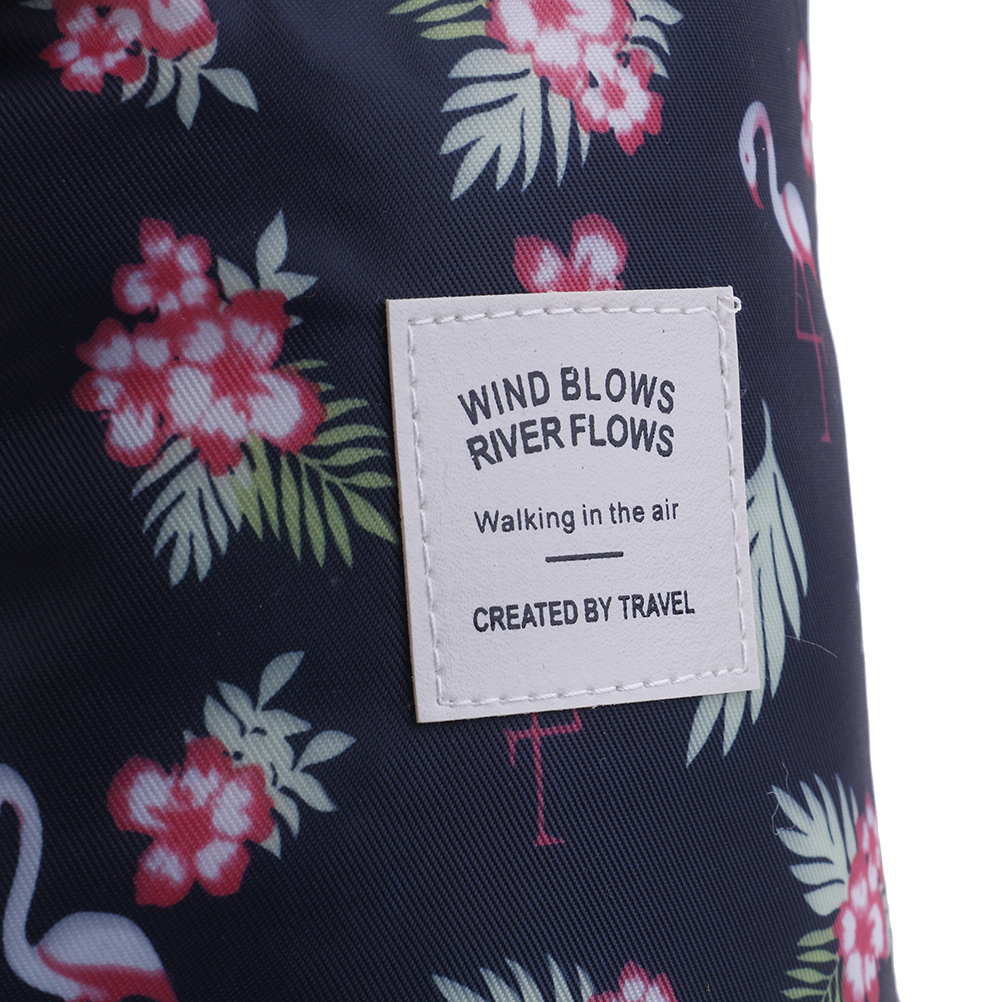 WIND BLOWS
RIVER FLOWS
Walking in the air
CREATED BY TRAVEL